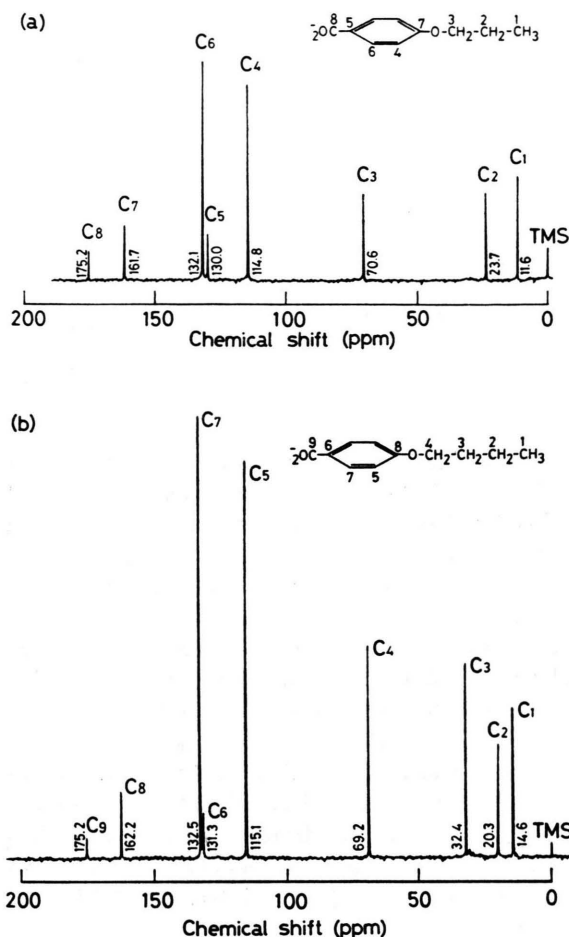 (a)
8 ⁻₂OC 5 7 O–CH₂–CH₂–CH₃ 3 2 1
6 4
C6
C4
C3
C2
C1
C7
C5
C8
TMS
175.2
161.7
132.1
130.0
114.8
70.6
23.7
11.6
200 150 100 50 0
Chemical shift (ppm)
(b)
9 ⁻₂OC 6 8 O–CH₂–CH₂–CH₂–CH₃ 4 3 2 1
7 5
C7
C5
C4
C3
C2
C1
C8
C6
C9
TMS
175.2
162.2
132.5
131.3
115.1
69.2
32.4
20.3
14.6
200 150 100 50 0
Chemical shift (ppm)